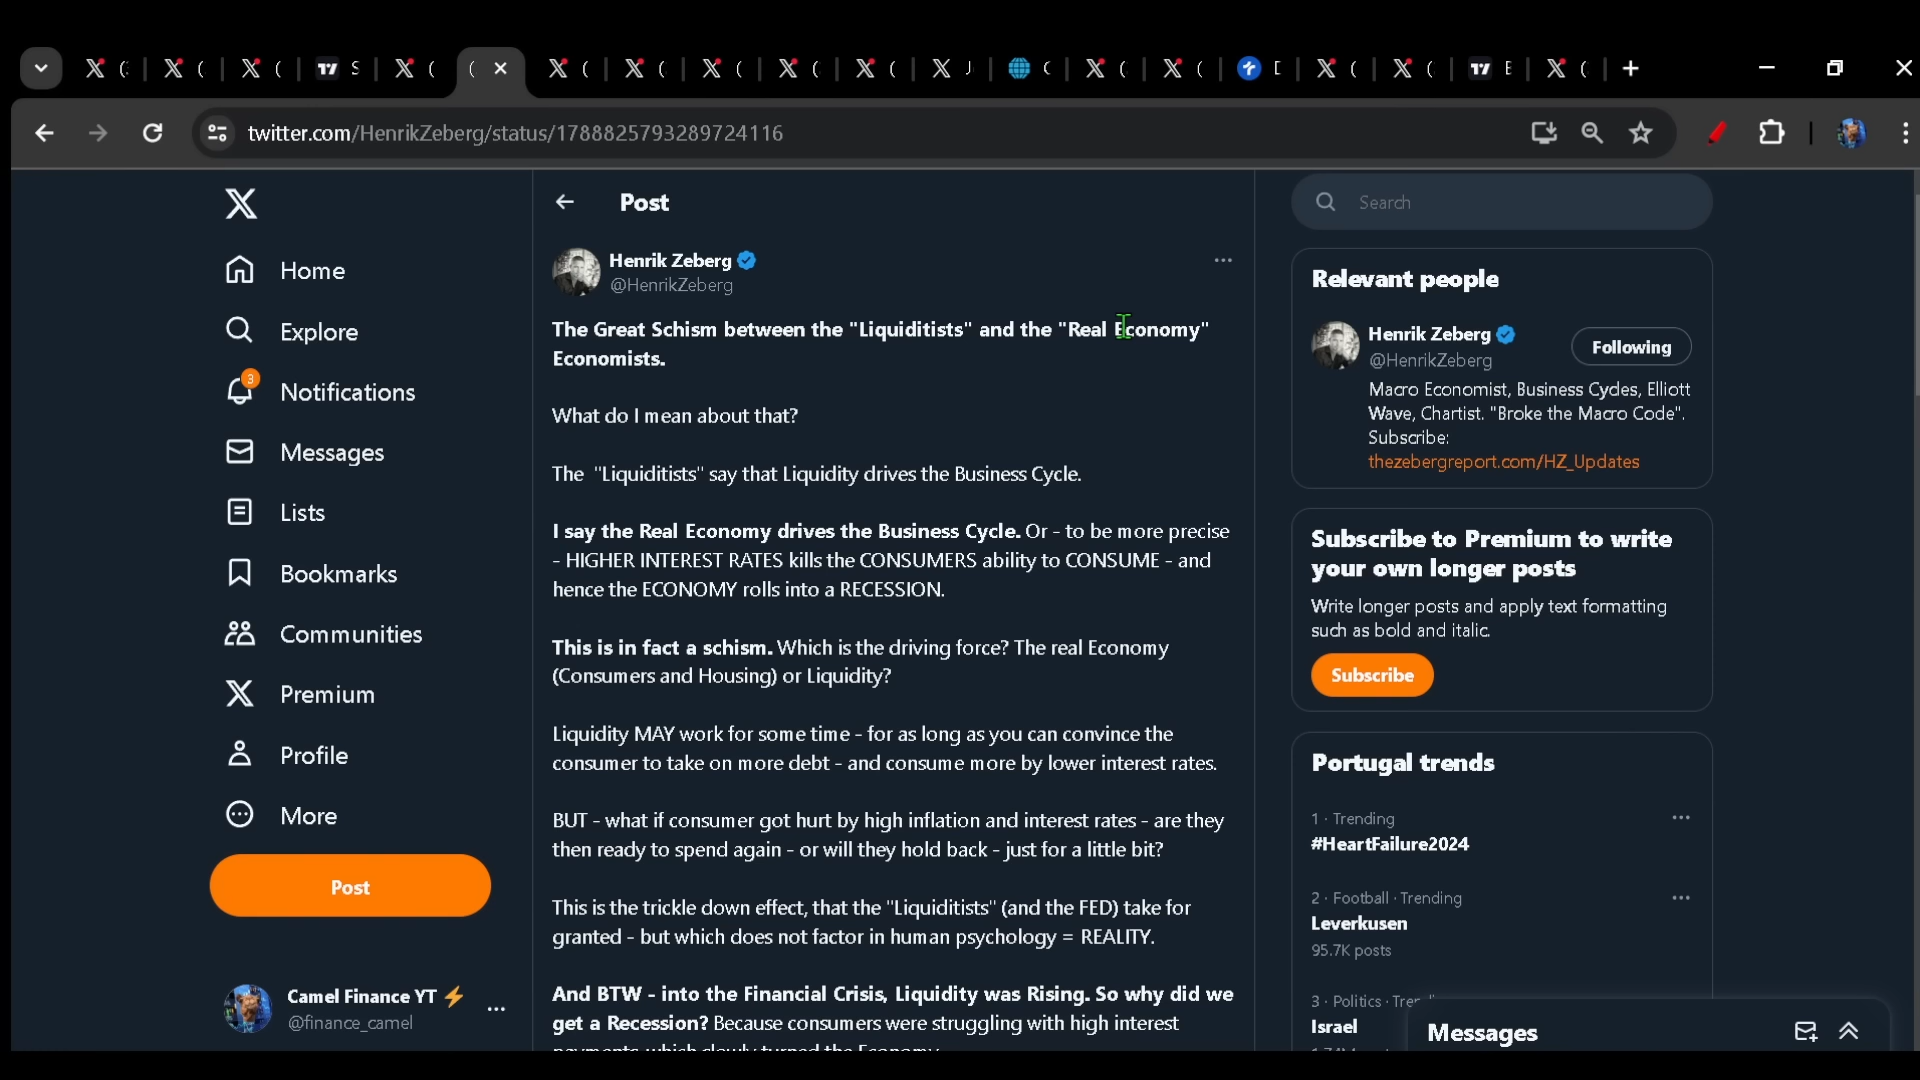 twitter.com/HenrikZeberg/status/1788825793289724116
Home
Explore
3
Notifications
Messages
Lists
Bookmarks
Communities
Premium
Profile
More
Post
Camel Finance YT
@finance_camel
Post
Henrik Zeberg
@HenrikZeberg
The Great Schism between the "Liquiditists" and the "Real Economy"
Economists.
What do I mean about that?
The "Liquiditists" say that Liquidity drives the Business Cycle.
I say the Real Economy drives the Business Cycle. Or - to be more precise
- HIGHER INTEREST RATES kills the CONSUMERS ability to CONSUME - and
hence the ECONOMY rolls into a RECESSION.
This is in fact a schism. Which is the driving force? The real Economy
(Consumers and Housing) or Liquidity?
Liquidity MAY work for some time - for as long as you can convince the
consumer to take on more debt - and consume more by lower interest rates.
BUT - what if consumer got hurt by high inflation and interest rates - are they
then ready to spend again - or will they hold back - just for a little bit?
This is the trickle down effect, that the "Liquiditists" (and the FED) take for
granted - but which does not factor in human psychology = REALITY.
And BTW - into the Financial Crisis, Liquidity was Rising. So why did we
get a Recession? Because consumers were struggling with high interest
Search
Relevant people
Henrik Zeberg
@HenrikZeberg
Following
Macro Economist, Business Cycles, Elliott
Wave, Chartist. "Broke the Macro Code".
Subscribe:
thezebergreport.com/HZ_Updates
Subscribe to Premium to write
your own longer posts
Write longer posts and apply text formatting
such as bold and italic.
Subscribe
Portugal trends
1 · Trending
#HeartFailure2024
2 · Football · Trending
Leverkusen
95.7K posts
3 · Politics ·
Israel
Messages